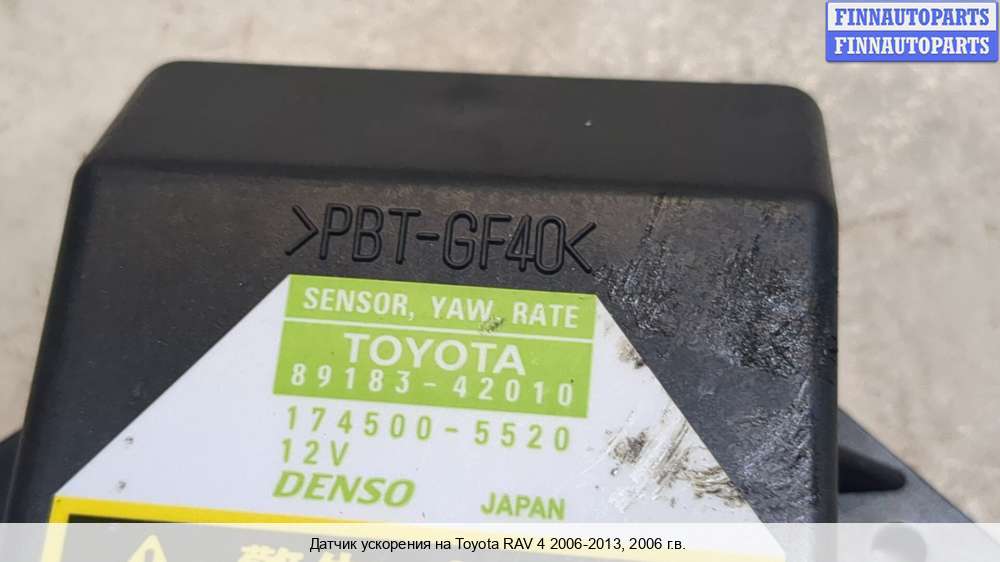 FINNAUTOPARTS
FINNAUTOPARTS
>PBT-GF40<
SENSOR, YAW, RATE
TOYOTA
89183-42010
174500-5520
12V
DENSO JAPAN
Датчик ускорения на Toyota RAV 4 2006-2013, 2006 г.в.